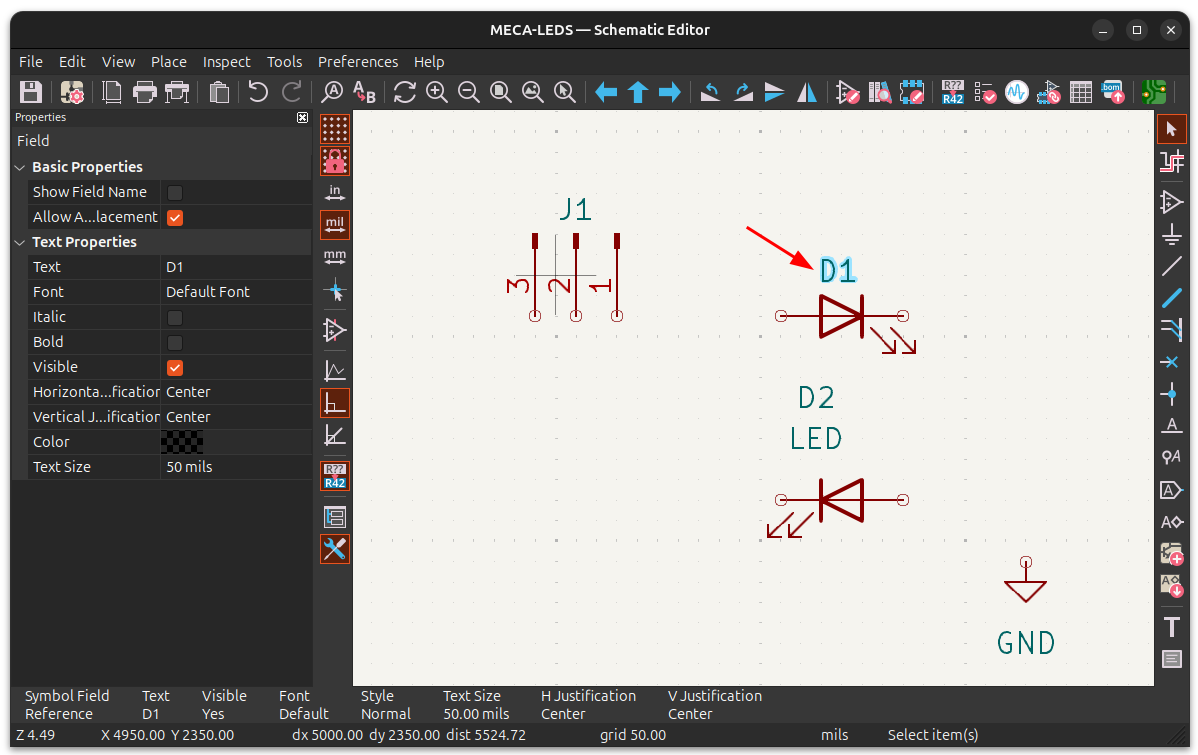 MECA-LEDS — Schematic Editor
File Edit View Place Inspect Tools Preferences Help
A A B R?? R42 bom
Properties
Field
Basic Properties
Show Field Name
Allow A...lacement
Text Properties
Text D1
Font Default Font
Italic
Bold
Visible
Horizonta...fication Center
Vertical J...ification Center
Color
Text Size 50 mils
in
mil
mm
R??
R42
J1
3 2 1
D1
D2
LED
GND
A
A
A
A
A
T
Symbol Field Text Visible Font Style Text Size H Justification V Justification
Reference D1 Yes Default Normal 50.00 mils Center Center
Z 4.49 X 4950.00 Y 2350.00 dx 5000.00 dy 2350.00 dist 5524.72 grid 50.00 mils Select item(s)